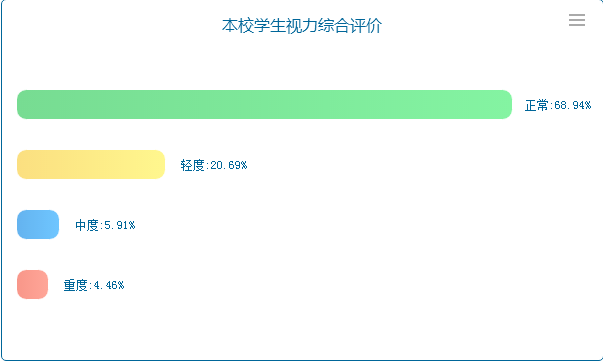 本校学生视力综合评价
正常:68.94%
轻度:20.69%
中度:5.91%
重度:4.46%